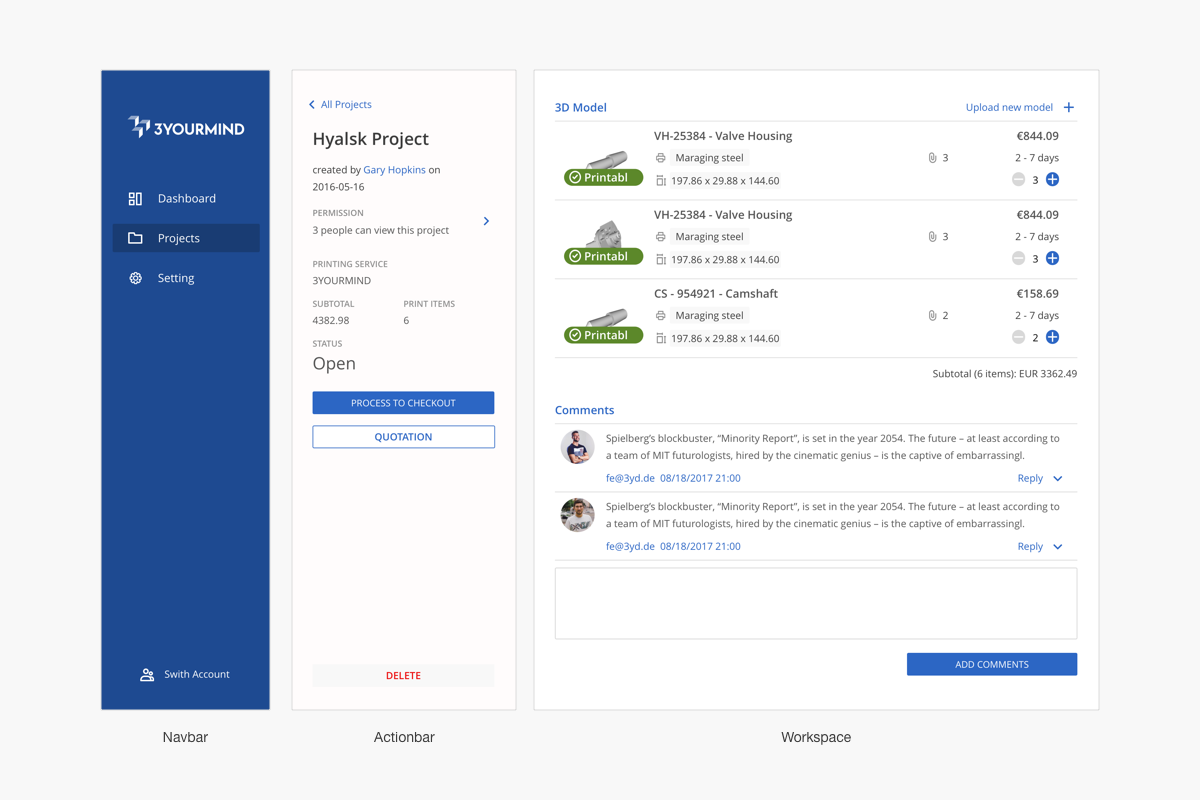 3YOURMIND
Dashboard
Projects
Setting
Swith Account
Navbar
All Projects
Hyalsk Project
created by Gary Hopkins on
2016-05-16
PERMISSION
3 people can view this project
PRINTING SERVICE
3YOURMIND
SUBTOTAL PRINT ITEMS
4382.98 6
STATUS
Open
PROCESS TO CHECKOUT
QUOTATION
DELETE
Actionbar
3D Model Upload new model
VH-25384 - Valve Housing €844.09
Maraging steel 3 2 - 7 days
Printabl 197.86 x 29.88 x 144.60 3
VH-25384 - Valve Housing €844.09
Maraging steel 3 2 - 7 days
Printabl 197.86 x 29.88 x 144.60 3
CS - 954921 - Camshaft €158.69
Maraging steel 2 2 - 7 days
Printabl 197.86 x 29.88 x 144.60 2
Subtotal (6 items): EUR 3362.49
Comments
Spielberg’s blockbuster, “Minority Report”, is set in the year 2054. The future – at least according to
a team of MIT futurologists, hired by the cinematic genius – is the captive of embarrassingl.
fe@3yd.de 08/18/2017 21:00 Reply
Spielberg’s blockbuster, “Minority Report”, is set in the year 2054. The future – at least according to
a team of MIT futurologists, hired by the cinematic genius – is the captive of embarrassingl.
fe@3yd.de 08/18/2017 21:00 Reply
ADD COMMENTS
Workspace